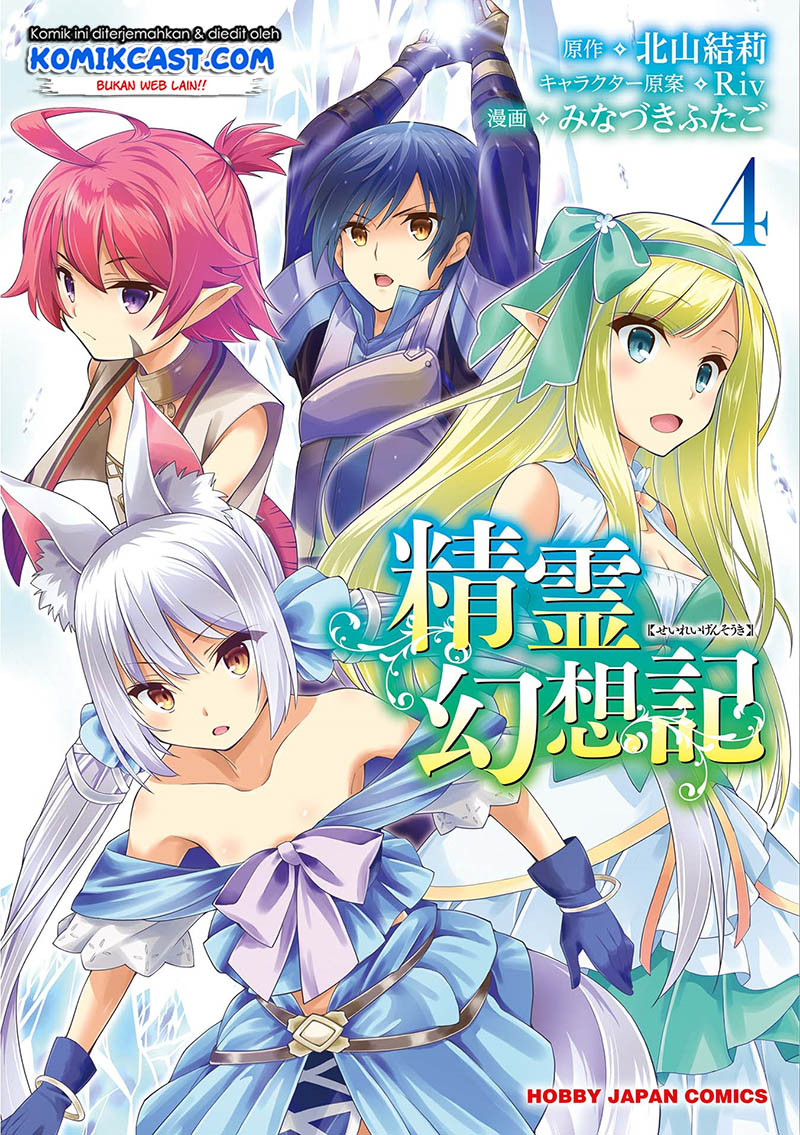 Komik ini diterjemahkan & diedit oleh
KOMIKCAST.COM
BUKAN WEB LAIN!!
原作 ✧ 北山結莉
キャラクター原案 ✧ Riv
漫画 ✧ みなづきふたご
4
精霊
【せいれいげんそうき】
幻想記
HOBBY JAPAN COMICS